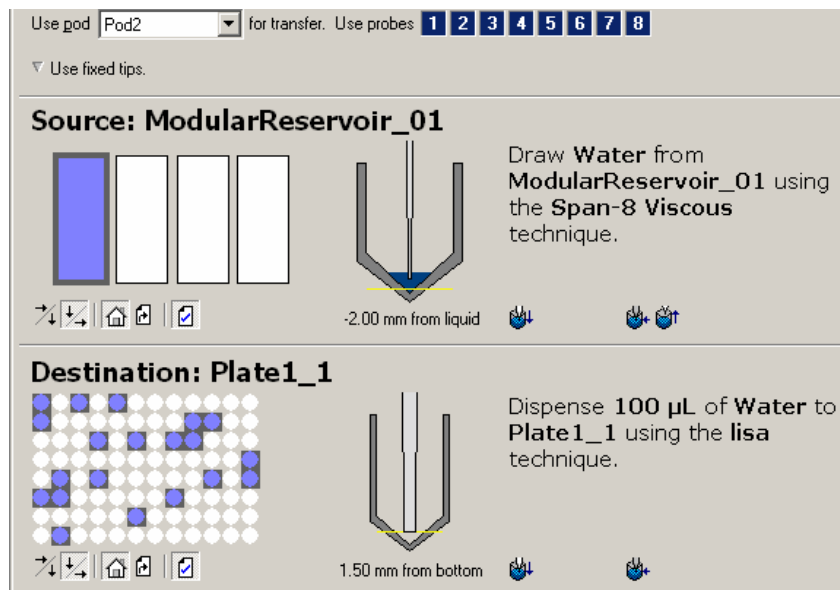 Use pod Pod2 for transfer. Use probes 1 2 3 4 5 6 7 8
Use fixed tips.
Source: ModularReservoir_01
Draw Water from
ModularReservoir_01 using
the Span-8 Viscous
technique.
-2.00 mm from liquid
Destination: Plate1_1
Dispense 100 µL of Water to
Plate1_1 using the lisa
technique.
1.50 mm from bottom